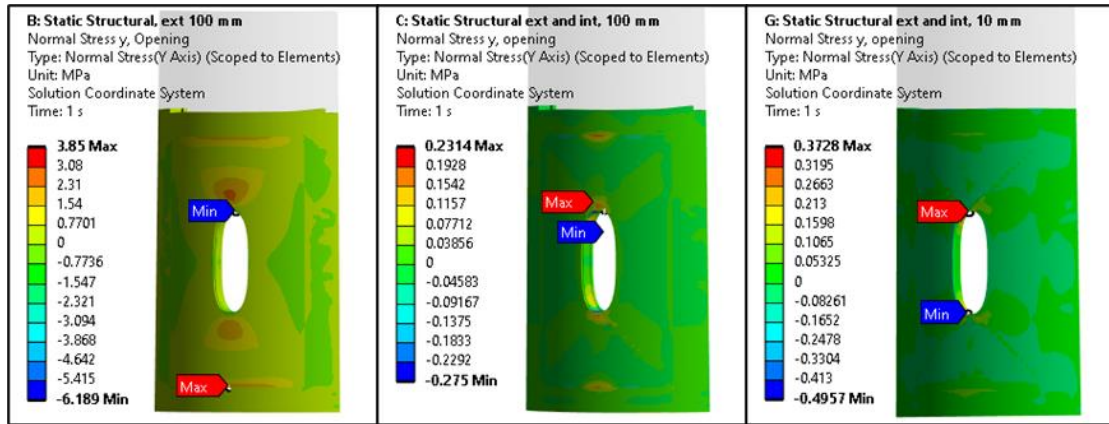 B: Static Structural, ext 100 mm
Normal Stress y, Opening
Type: Normal Stress(Y Axis) (Scoped to Elements)
Unit: MPa
Solution Coordinate System
Time: 1 s
3.85 Max
3.08
2.31
1.54
0.7701
0
-0.7736
-1.547
-2.321
-3.094
-3.868
-4.642
-5.415
-6.189 Min
Min
Max
C: Static Structural ext and int, 100 mm
Normal Stress y, opening
Type: Normal Stress(Y Axis) (Scoped to Elements)
Unit: MPa
Solution Coordinate System
Time: 1 s
0.2314 Max
0.1928
0.1542
0.1157
0.07712
0.03856
0
-0.04583
-0.09167
-0.1375
-0.1833
-0.2292
-0.275 Min
Max
Min
G: Static Structural ext and int, 10 mm
Normal Stress y, opening
Type: Normal Stress(Y Axis) (Scoped to Elements)
Unit: MPa
Solution Coordinate System
Time: 1 s
0.3728 Max
0.3195
0.2663
0.213
0.1598
0.1065
0.05325
0
-0.08261
-0.1652
-0.2478
-0.3304
-0.413
-0.4957 Min
Max
Min